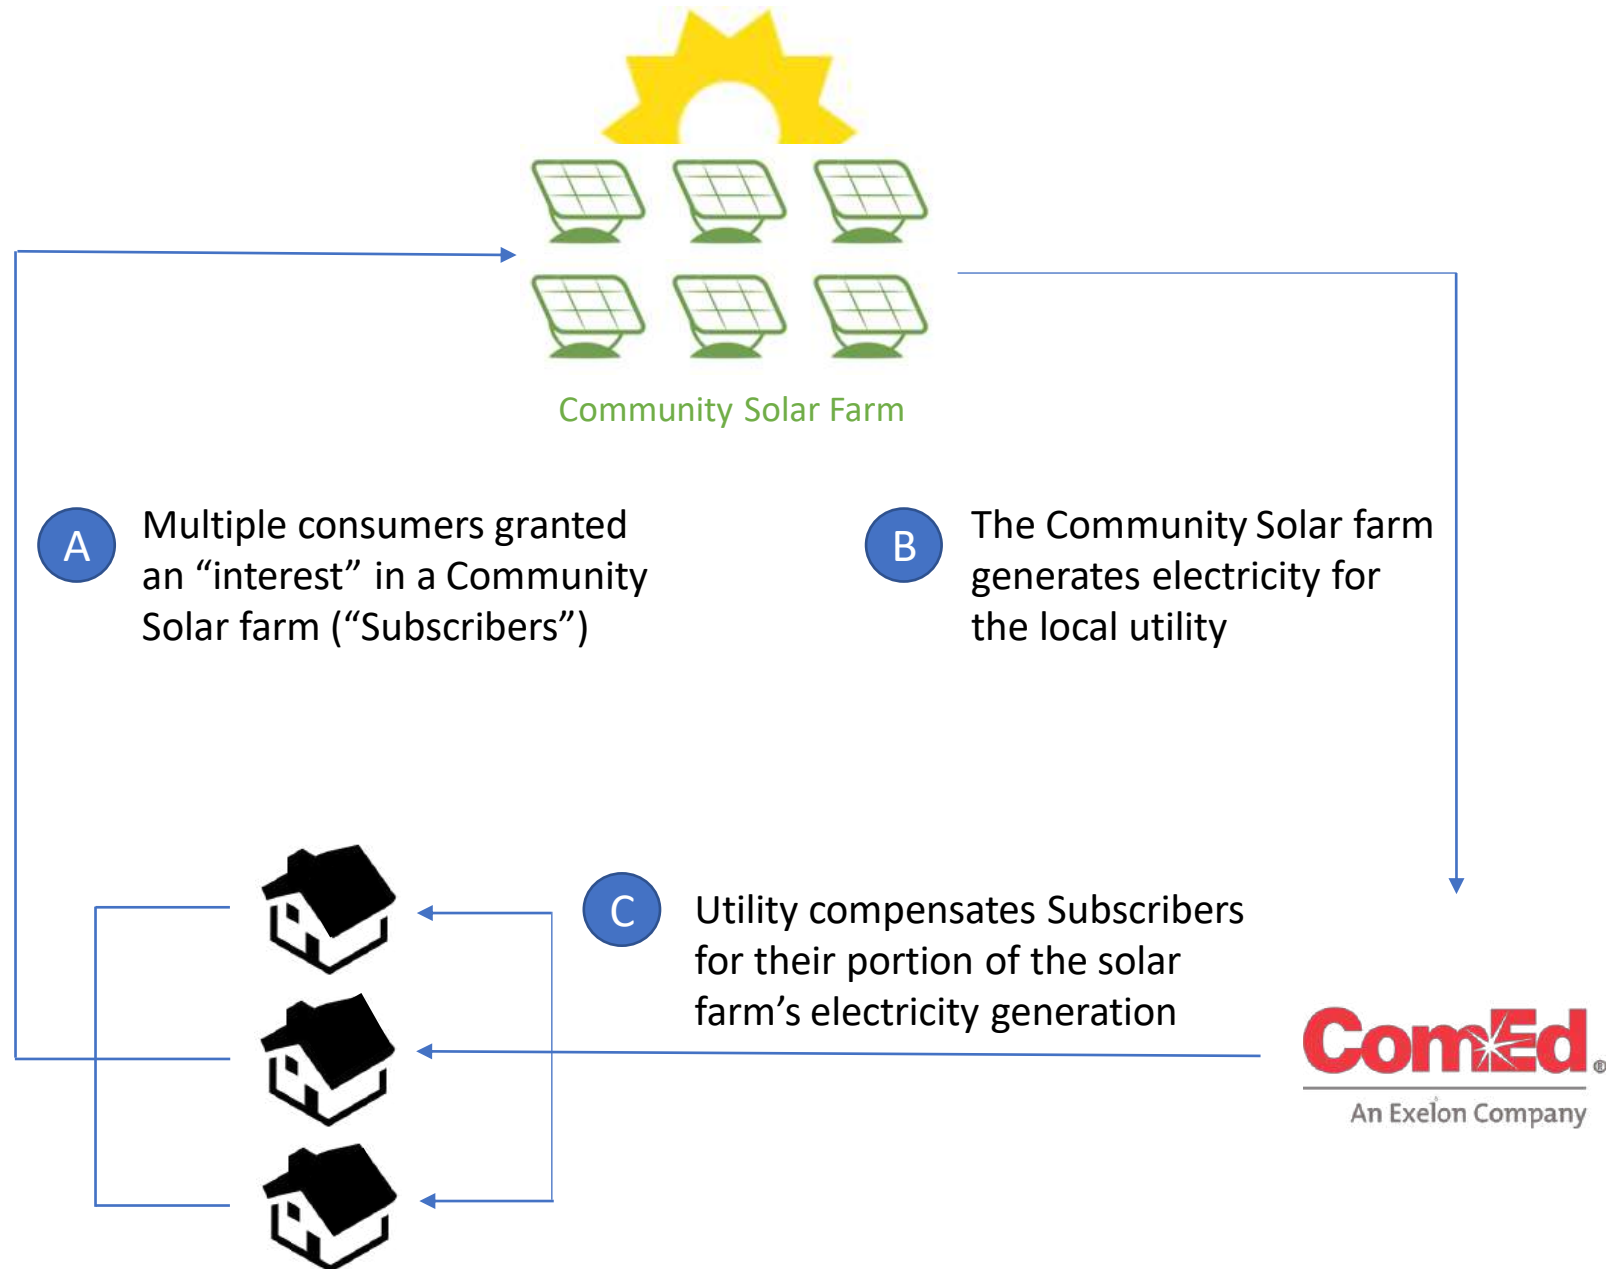 Community Solar Farm
A
Multiple consumers granted
an “interest” in a Community
Solar farm (“Subscribers”)
B
The Community Solar farm
generates electricity for
the local utility
C
Utility compensates Subscribers
for their portion of the solar
farm’s electricity generation
ComEd®
An Exelon Company